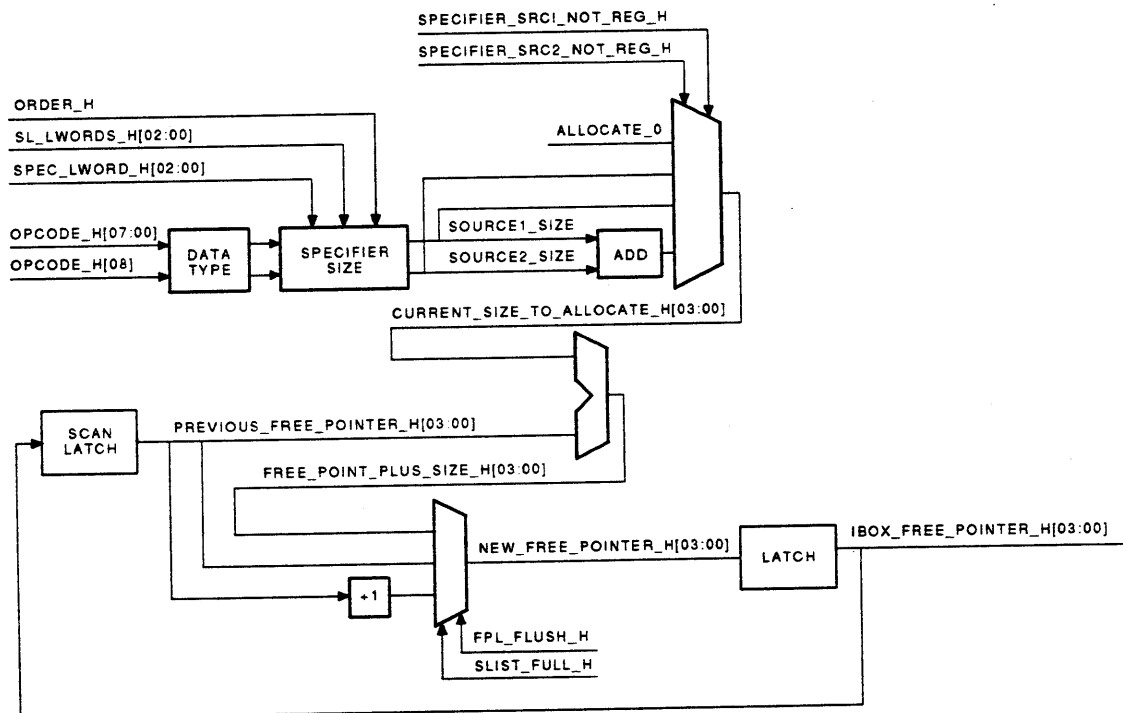 SPECIFIER_SRC1_NOT_REG_H
SPECIFIER_SRC2_NOT_REG_H
ORDER_H
SL_LWORDS_H[02:00]
SPEC_LWORD_H[02:00]
ALLOCATE_0
OPCODE_H[07:00]
OPCODE_H[08]
DATA
TYPE
SPECIFIER
SIZE
SOURCE1_SIZE
SOURCE2_SIZE
ADD
CURRENT_SIZE_TO_ALLOCATE_H[03:00]
SCAN
LATCH
PREVIOUS_FREE_POINTER_H[03:00]
FREE_POINT_PLUS_SIZE_H[03:00]
NEW_FREE_POINTER_H[03:00]
LATCH
IBOX_FREE_POINTER_H[03:00]
+1
FPL_FLUSH_H
SLIST_FULL_H